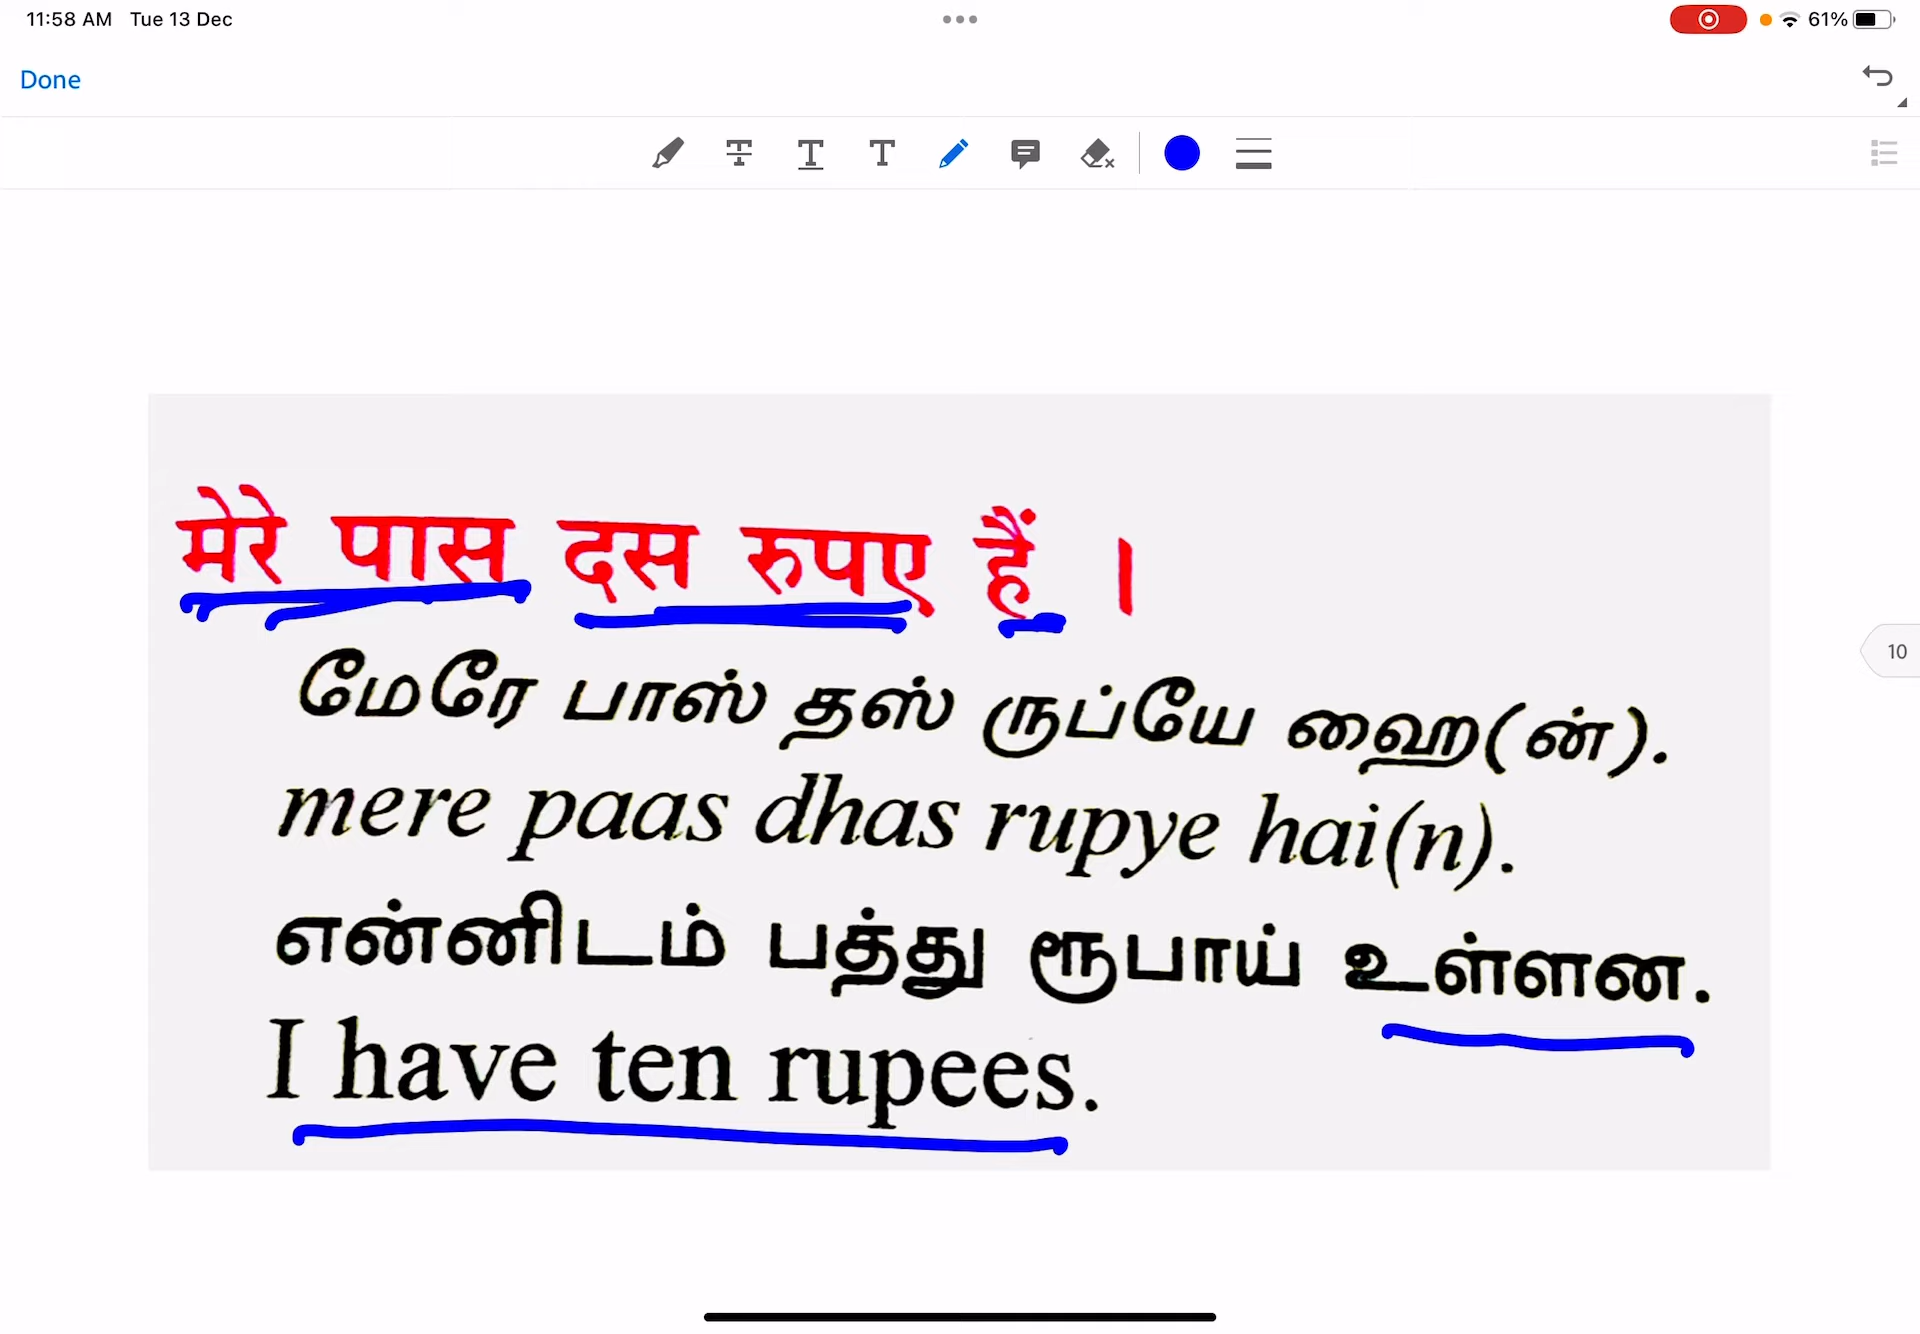 11:58 AM Tue 13 Dec
61%
Done
मेरे पास दस रुपए हैं ।
10
மேரே பாஸ் தஸ் ருப்யே ஹை(ன்).
mere paas dhas rupye hai(n).
என்னிடம் பத்து ரூபாய் உள்ளன.
I have ten rupees.